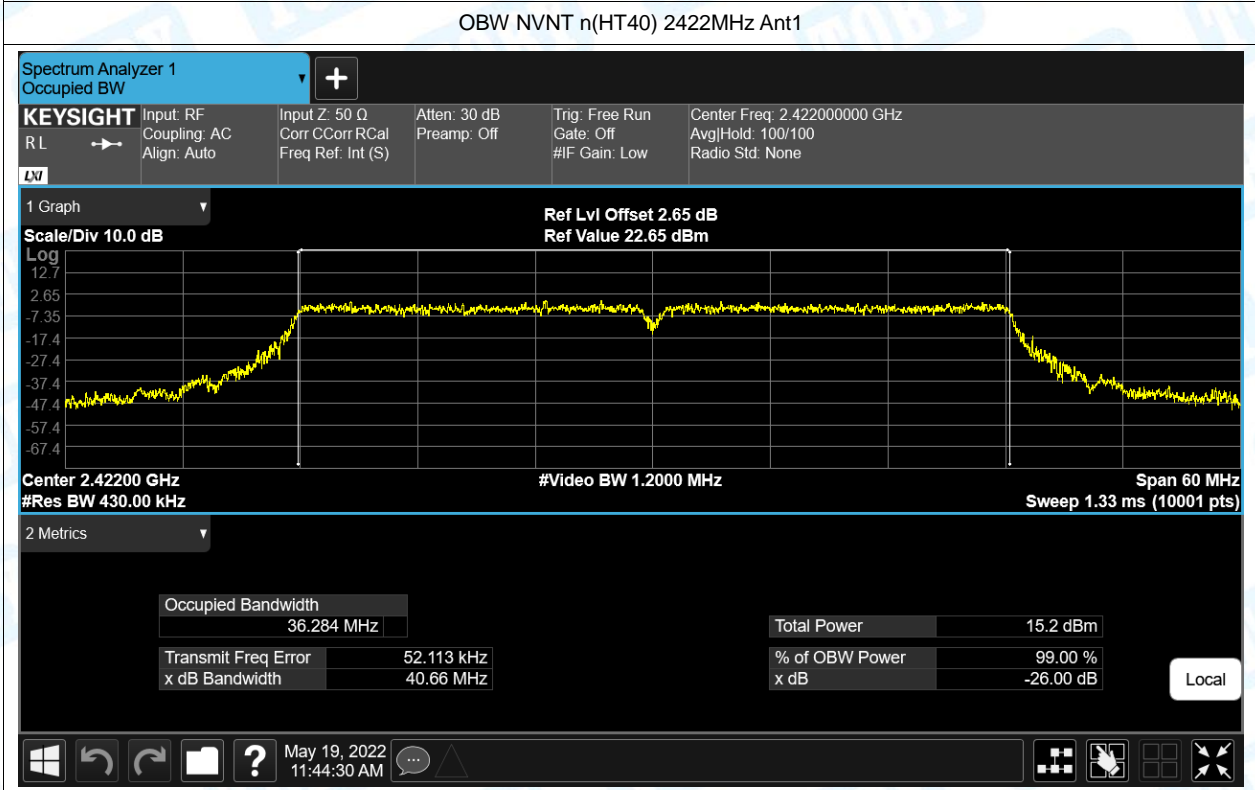 OBW NVNT n(HT40) 2422MHz Ant1
Spectrum Analyzer 1
Occupied BW
KEYSIGHT
R L
LXI
Input: RF
Coupling: AC
Align: Auto
Input Z: 50 Ω
Corr CCorr RCal
Freq Ref: Int (S)
Atten: 30 dB
Preamp: Off
Trig: Free Run
Gate: Off
#IF Gain: Low
Center Freq: 2.422000000 GHz
Avg|Hold: 100/100
Radio Std: None
1 Graph
Scale/Div 10.0 dB
Ref Lvl Offset 2.65 dB
Ref Value 22.65 dBm
Log
12.7
2.65
-7.35
-17.4
-27.4
-37.4
-47.4
-57.4
-67.4
Center 2.42200 GHz
#Video BW 1.2000 MHz
Span 60 MHz
#Res BW 430.00 kHz
Sweep 1.33 ms (10001 pts)
2 Metrics
Occupied Bandwidth
36.284 MHz
Total Power 15.2 dBm
Transmit Freq Error 52.113 kHz
% of OBW Power 99.00 %
x dB Bandwidth 40.66 MHz
x dB -26.00 dB
Local
?
May 19, 2022
11:44:30 AM